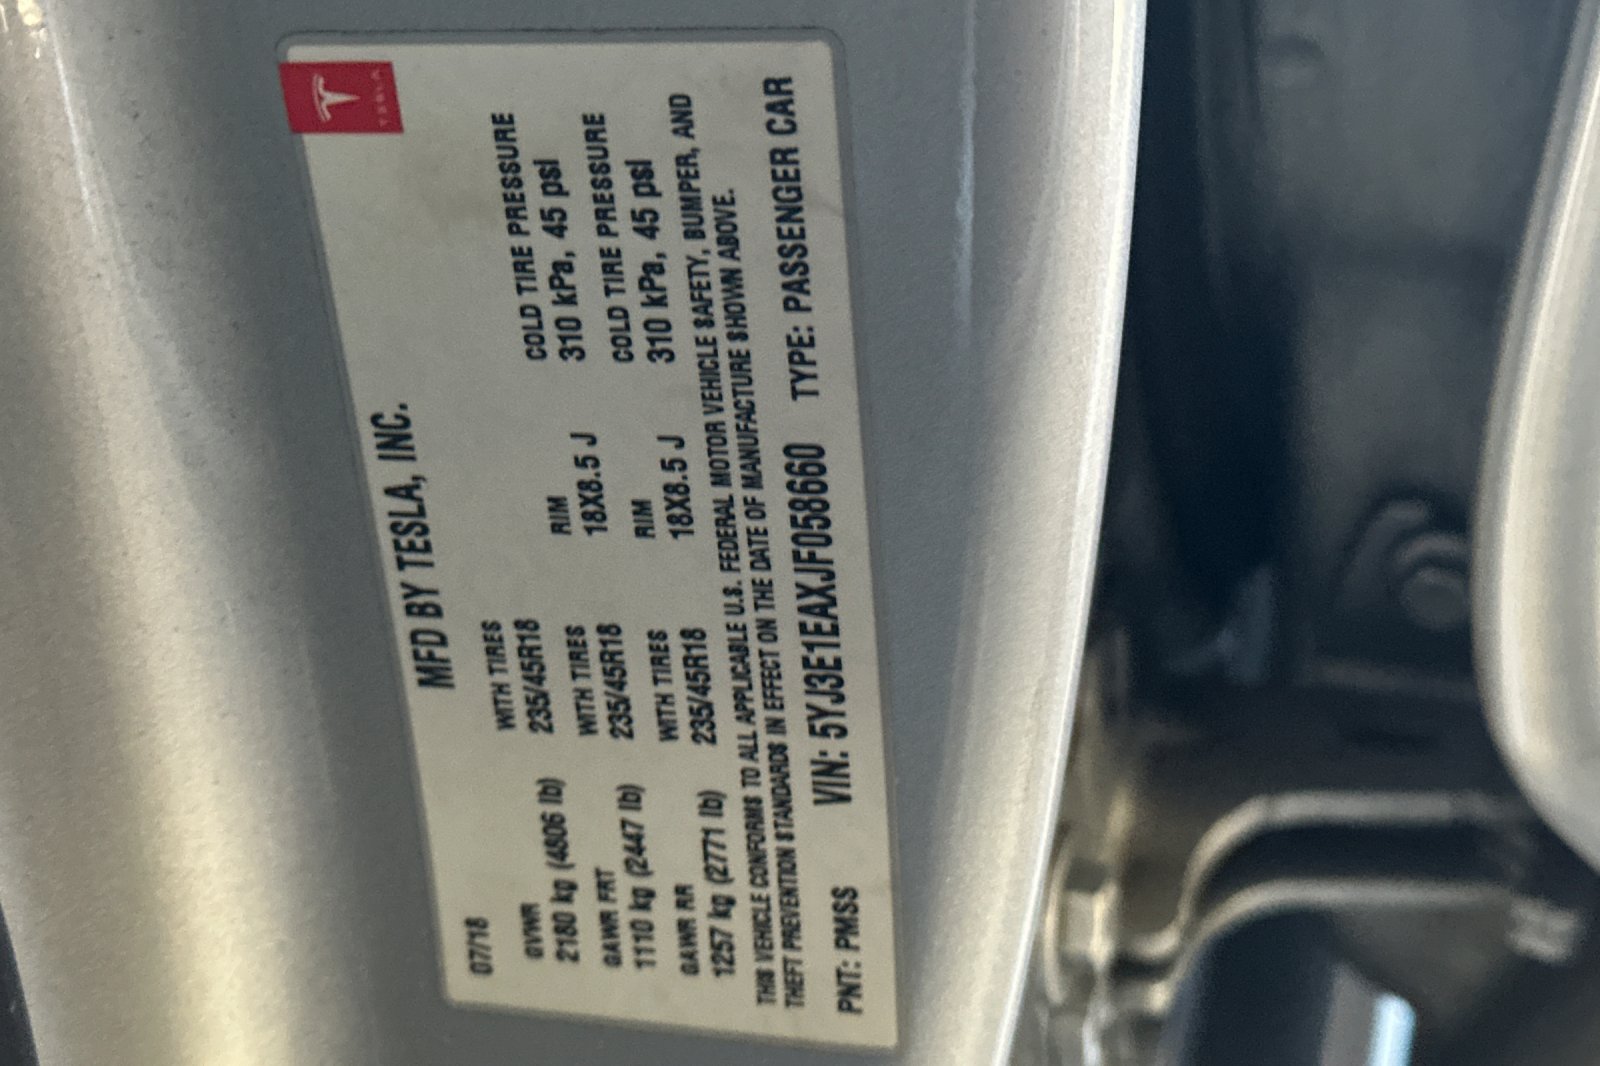 TESLA
MFD BY TESLA, INC.
07/18
GVWR WITH TIRES RIM COLD TIRE PRESSURE
2180 kg (4806 lb) 235/45R18 18X8.5 J 310 kPa, 45 psi
GAWR FRT WITH TIRES RIM COLD TIRE PRESSURE
1110 kg (2447 lb) 235/45R18 18X8.5 J 310 kPa, 45 psi
GAWR RR WITH TIRES
1257 kg (2771 lb) 235/45R18
THIS VEHICLE CONFORMS TO ALL APPLICABLE U.S. FEDERAL MOTOR VEHICLE SAFETY, BUMPER, AND
THEFT PREVENTION STANDARDS IN EFFECT ON THE DATE OF MANUFACTURE SHOWN ABOVE.
PNT: PMSS VIN: 5YJ3E1EAXJF058660 TYPE: PASSENGER CAR